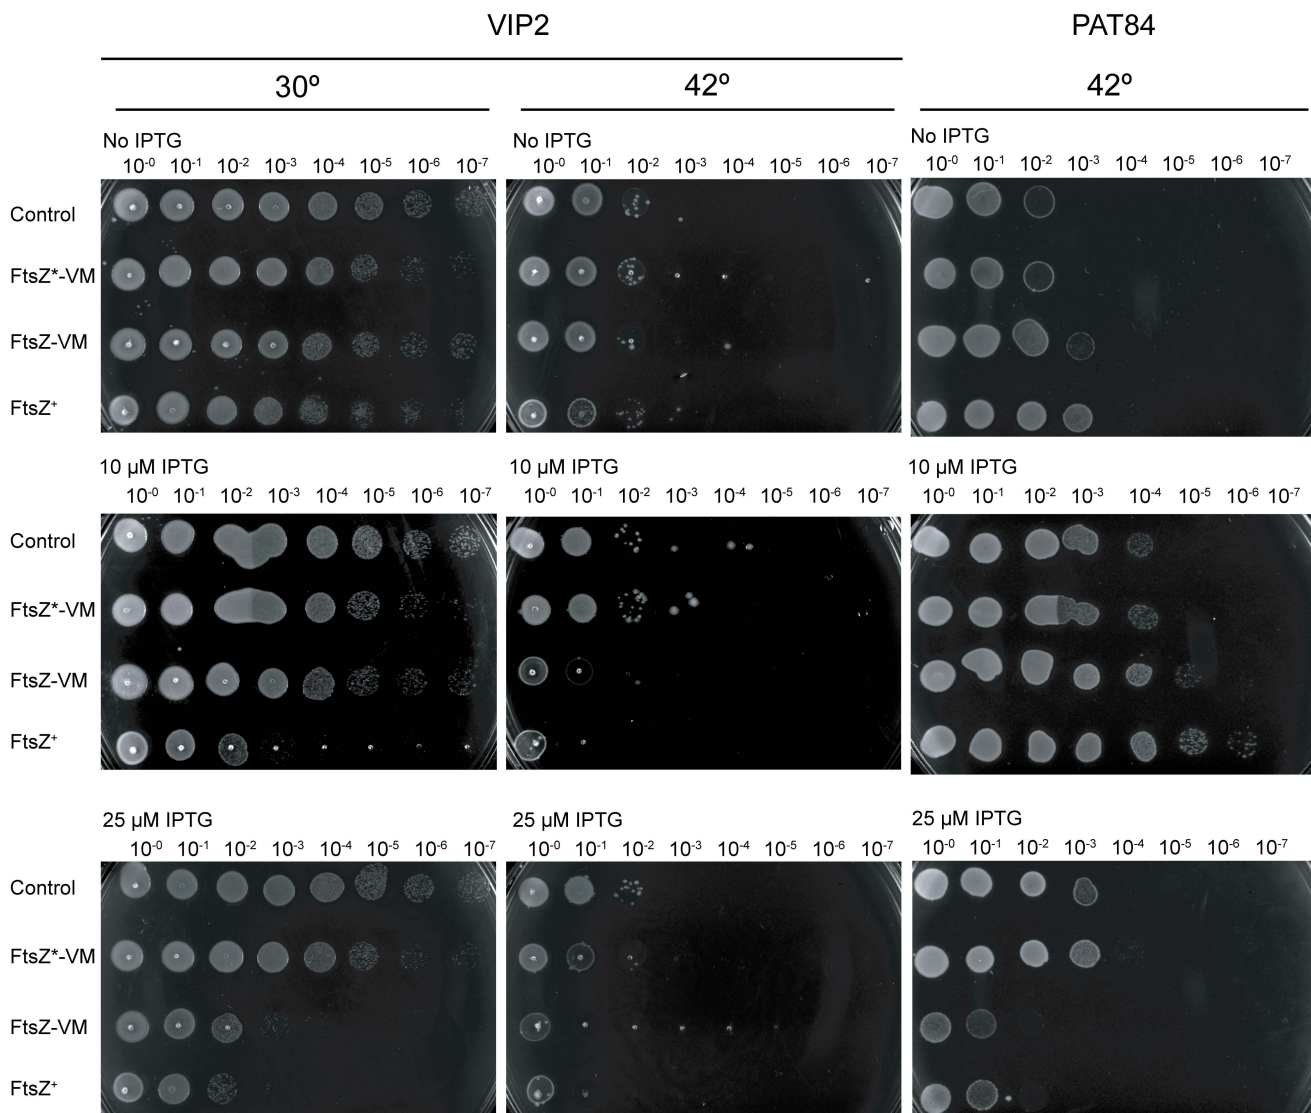 VIP2 PAT84
30º 42º 42º
No IPTG No IPTG No IPTG
10⁻⁰ 10⁻¹ 10⁻² 10⁻³ 10⁻⁴ 10⁻⁵ 10⁻⁶ 10⁻⁷ 10⁻⁰ 10⁻¹ 10⁻² 10⁻³ 10⁻⁴ 10⁻⁵ 10⁻⁶ 10⁻⁷ 10⁻⁰ 10⁻¹ 10⁻² 10⁻³ 10⁻⁴ 10⁻⁵ 10⁻⁶ 10⁻⁷
Control
FtsZ*-VM
FtsZ-VM
FtsZ⁺
10 µM IPTG 10 µM IPTG 10 µM IPTG
10⁻⁰ 10⁻¹ 10⁻² 10⁻³ 10⁻⁴ 10⁻⁵ 10⁻⁶ 10⁻⁷ 10⁻⁰ 10⁻¹ 10⁻² 10⁻³ 10⁻⁴ 10⁻⁵ 10⁻⁶ 10⁻⁷ 10⁻⁰ 10⁻¹ 10⁻² 10⁻³ 10⁻⁴ 10⁻⁵ 10⁻⁶ 10⁻⁷
Control
FtsZ*-VM
FtsZ-VM
FtsZ⁺
25 µM IPTG 25 µM IPTG 25 µM IPTG
10⁻⁰ 10⁻¹ 10⁻² 10⁻³ 10⁻⁴ 10⁻⁵ 10⁻⁶ 10⁻⁷ 10⁻⁰ 10⁻¹ 10⁻² 10⁻³ 10⁻⁴ 10⁻⁵ 10⁻⁶ 10⁻⁷ 10⁻⁰ 10⁻¹ 10⁻² 10⁻³ 10⁻⁴ 10⁻⁵ 10⁻⁶ 10⁻⁷
Control
FtsZ*-VM
FtsZ-VM
FtsZ⁺